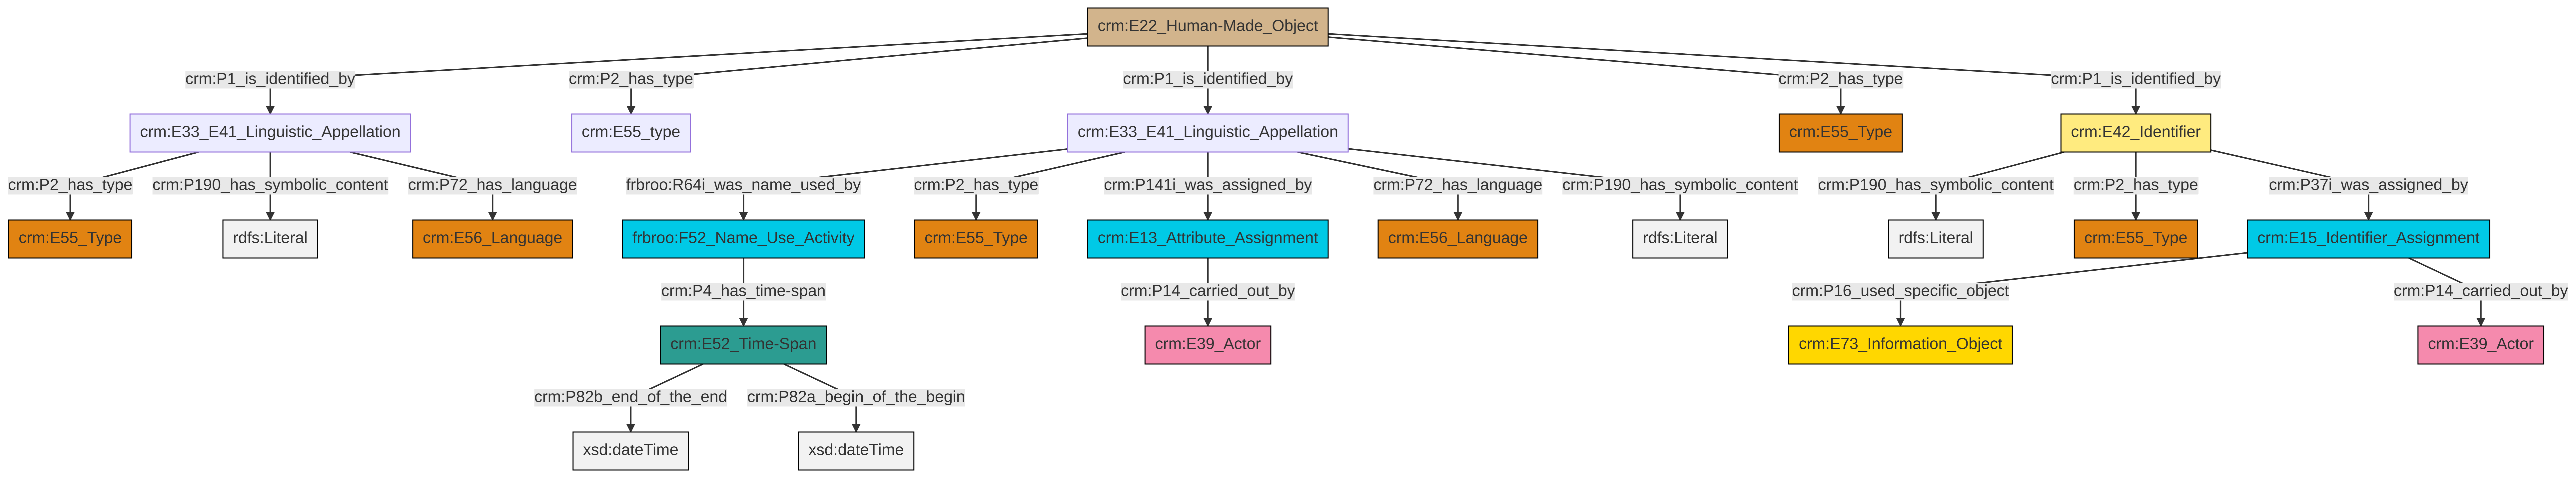 crm:E22_Human-Made_Object
crm:P1_is_identified_by
crm:P2_has_type
crm:P1_is_identified_by
crm:P2_has_type
crm:P1_is_identified_by
crm:E33_E41_Linguistic_Appellation
crm:E55_type
crm:E33_E41_Linguistic_Appellation
crm:E55_Type
crm:E42_Identifier
crm:P2_has_type
crm:P190_has_symbolic_content
crm:P72_has_language
frbroo:R64i_was_name_used_by
crm:P2_has_type
crm:P141i_was_assigned_by
crm:P72_has_language
crm:P190_has_symbolic_content
crm:P190_has_symbolic_content
crm:P2_has_type
crm:P37i_was_assigned_by
crm:E55_Type
rdfs:Literal
crm:E56_Language
frbroo:F52_Name_Use_Activity
crm:E55_Type
crm:E13_Attribute_Assignment
crm:E56_Language
rdfs:Literal
rdfs:Literal
crm:E55_Type
crm:E15_Identifier_Assignment
crm:P4_has_time-span
crm:P14_carried_out_by
crm:P16_used_specific_object
crm:P14_carried_out_by
crm:E52_Time-Span
crm:E39_Actor
crm:E73_Information_Object
crm:E39_Actor
crm:P82b_end_of_the_end
crm:P82a_begin_of_the_begin
xsd:dateTime
xsd:dateTime